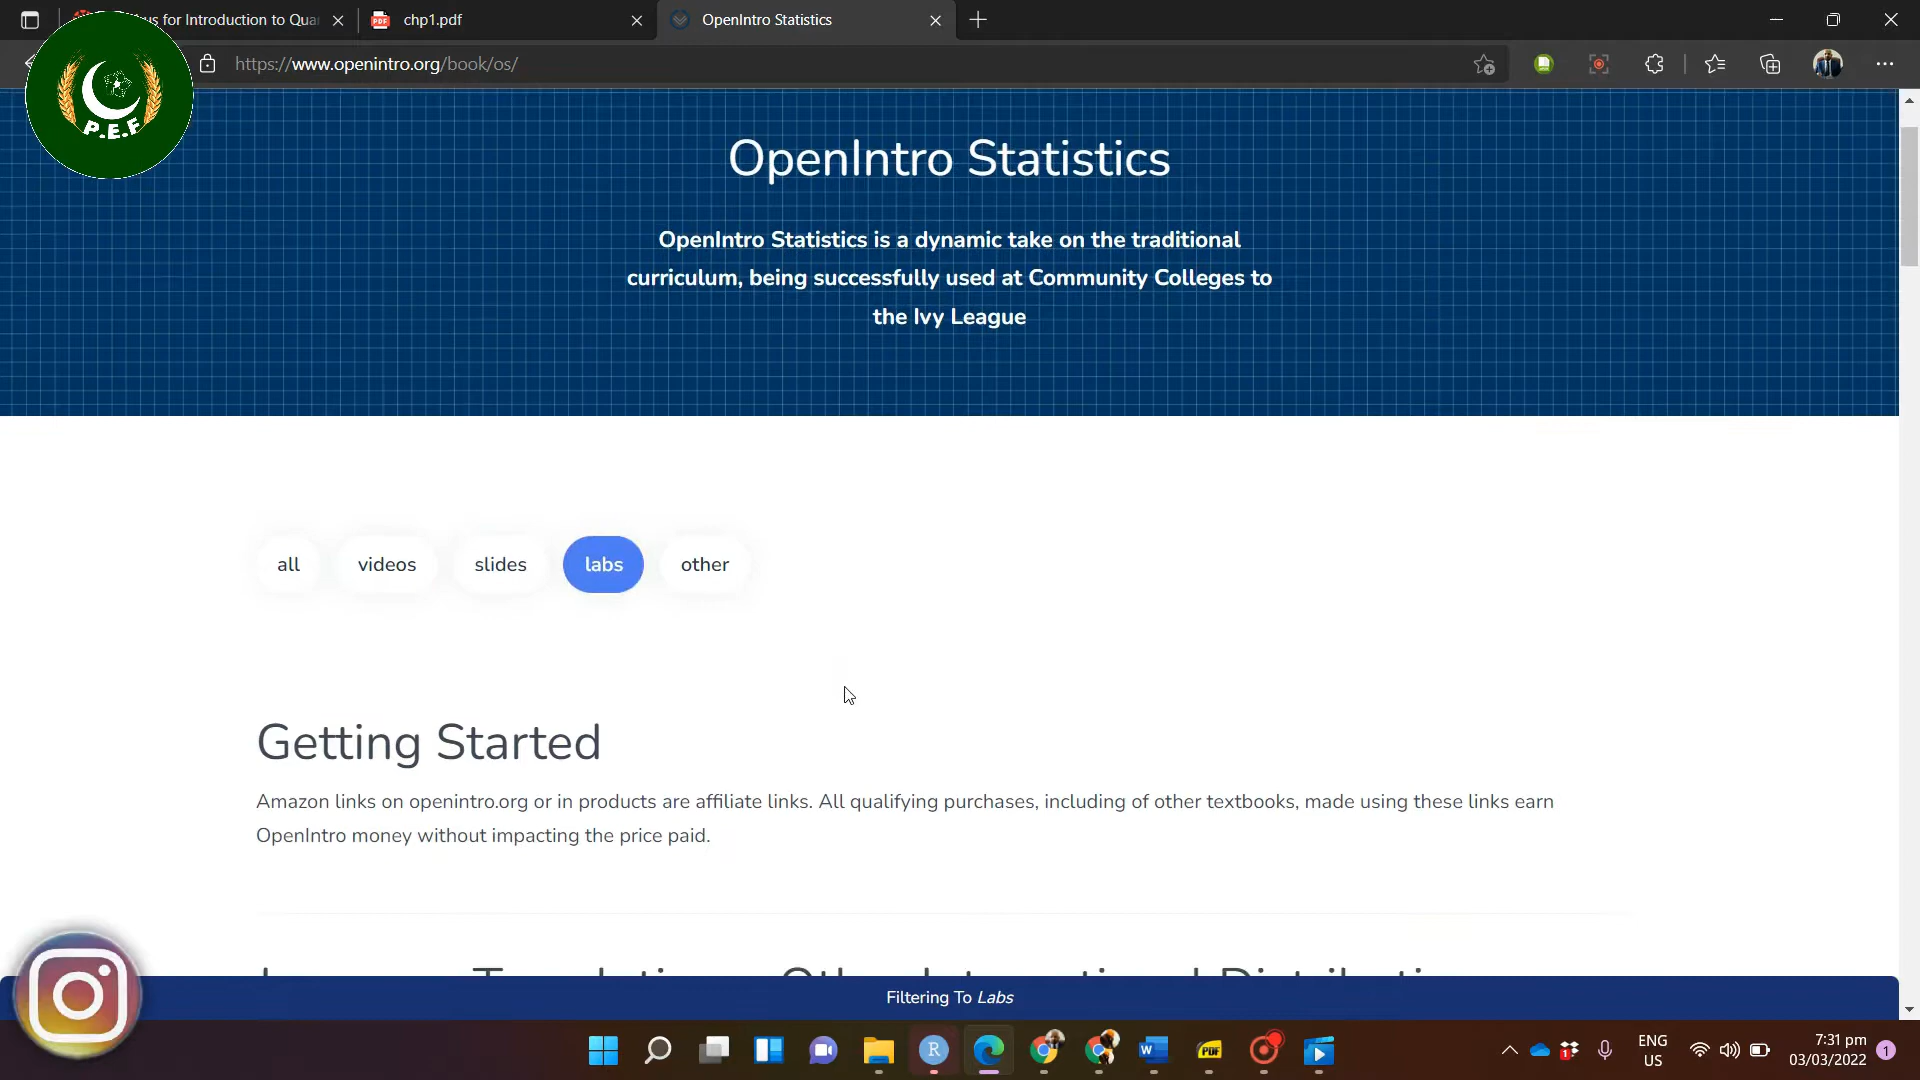 us for Introduction to Qua
chp1.pdf
OpenIntro Statistics
https://www.openintro.org/book/os/
P.E.F
OpenIntro Statistics
OpenIntro Statistics is a dynamic take on the traditional
curriculum, being successfully used at Community Colleges to
the Ivy League
all
videos
slides
labs
other
Getting Started
Amazon links on openintro.org or in products are affiliate links. All qualifying purchases, including of other textbooks, made using these links earn
OpenIntro money without impacting the price paid.
Filtering To Labs
ENG
US
7:31 pm
03/03/2022
1